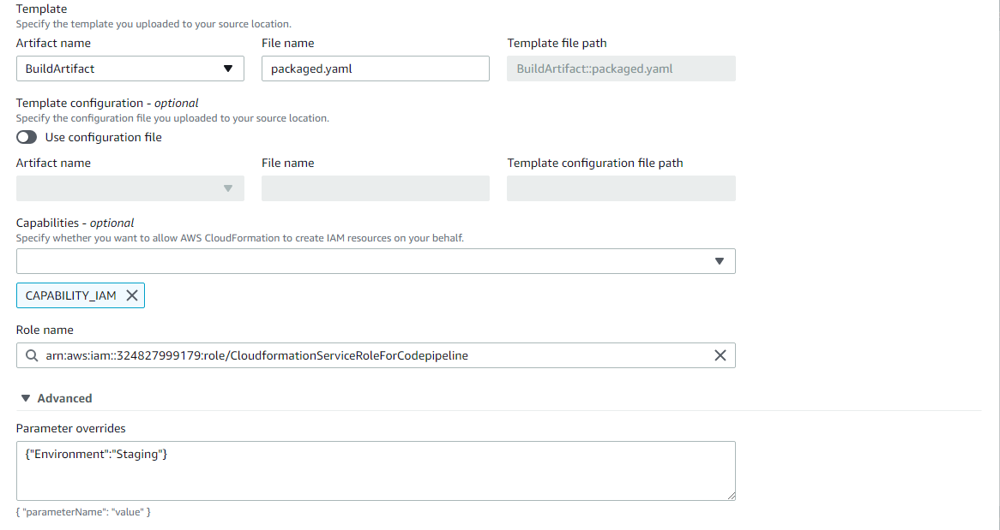 Template
Specify the template you uploaded to your source location.
Artifact name File name Template file path
BuildArtifact packaged.yaml BuildArtifact::packaged.yaml
Template configuration - optional
Specify the configuration file you uploaded to your source location.
Use configuration file
Artifact name File name Template configuration file path
Capabilities - optional
Specify whether you want to allow AWS CloudFormation to create IAM resources on your behalf.
CAPABILITY_IAM
Role name
arn:aws:iam::324827999179:role/CloudformationServiceRoleForCodepipeline
Advanced
Parameter overrides
{"Environment":"Staging"}
{ "parameterName": "value" }